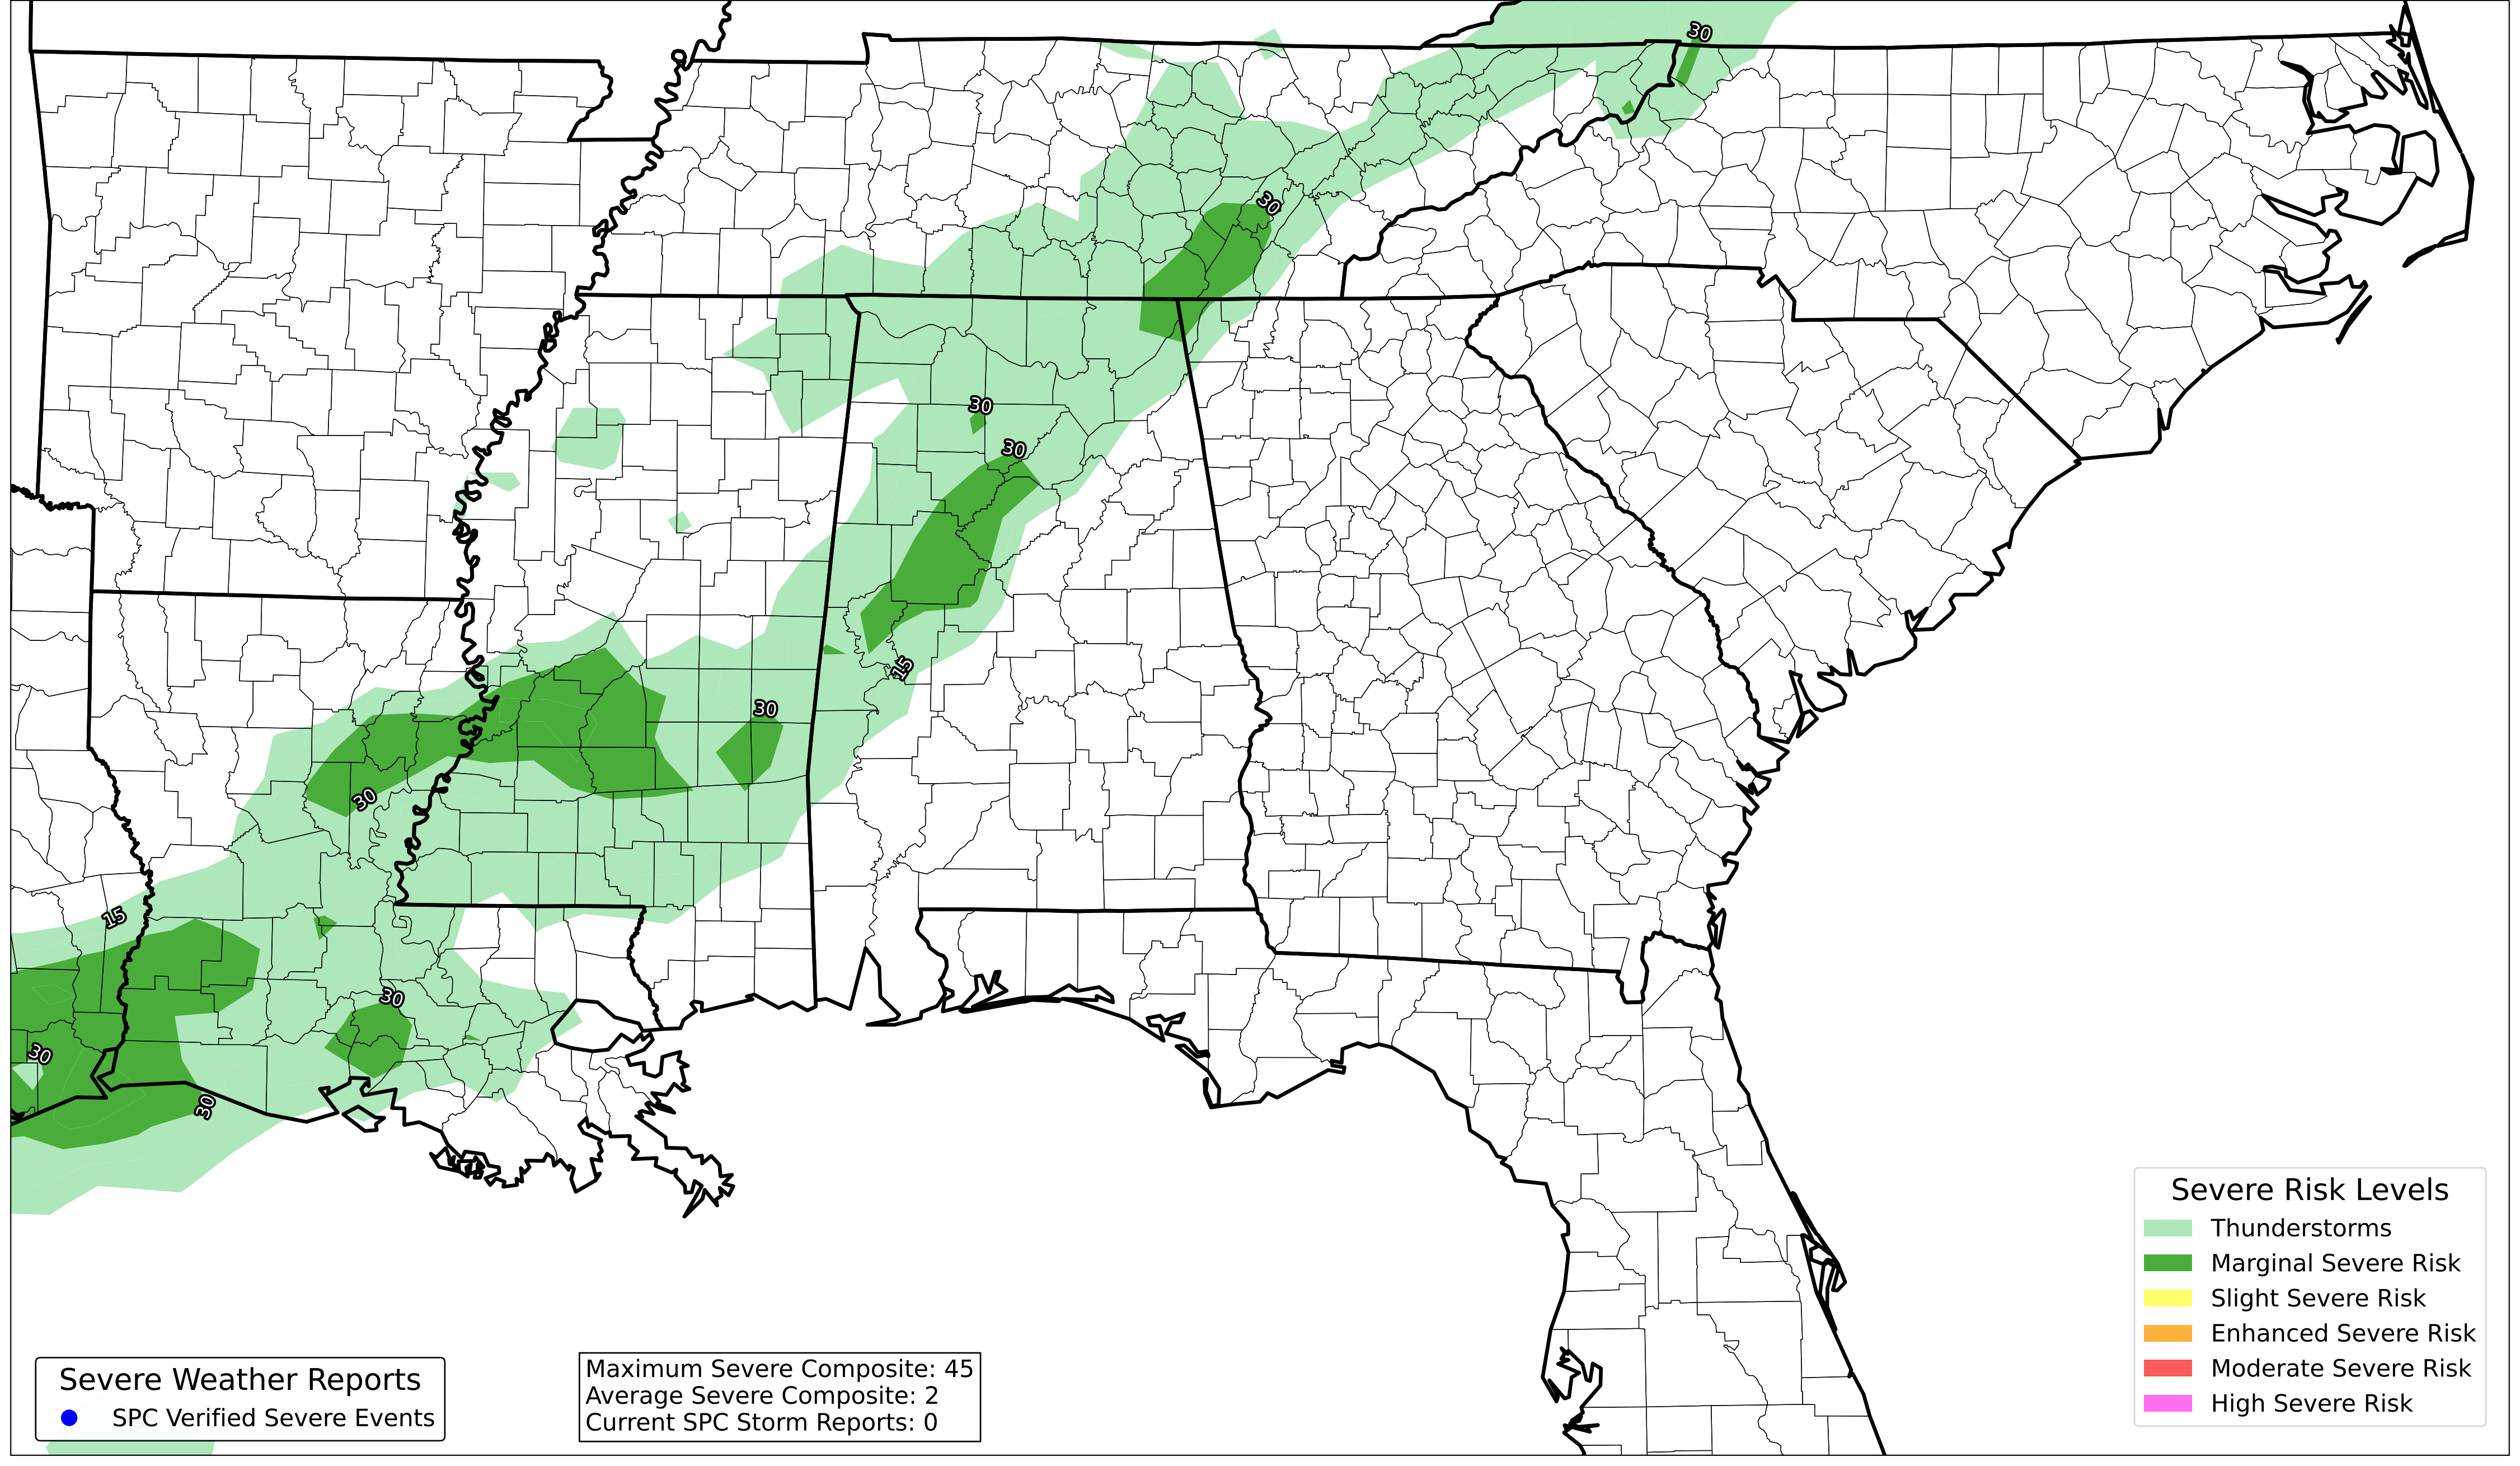 30
30
30
30
15
30
30
15
30
30
30
Severe Risk Levels
Thunderstorms
Marginal Severe Risk
Slight Severe Risk
Enhanced Severe Risk
Moderate Severe Risk
High Severe Risk
Severe Weather Reports
SPC Verified Severe Events
Maximum Severe Composite: 45
Average Severe Composite: 2
Current SPC Storm Reports: 0